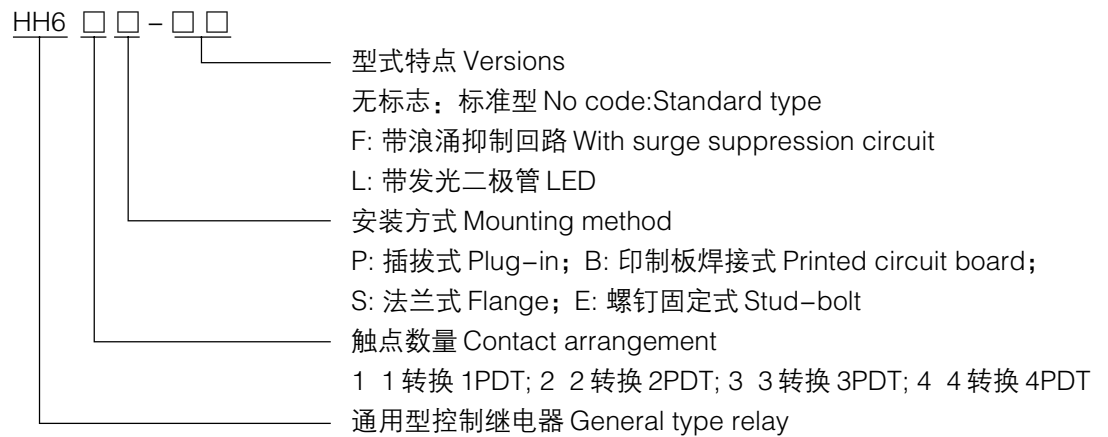 HH6 □ □ – □ □
型式特点 Versions
无标志：标准型 No code:Standard type
F: 带浪涌抑制回路 With surge suppression circuit
L: 带发光二极管 LED
安装方式 Mounting method
P: 插拔式 Plug–in；B: 印制板焊接式 Printed circuit board；
S: 法兰式 Flange；E: 螺钉固定式 Stud–bolt
触点数量 Contact arrangement
1 1转换 1PDT; 2 2转换 2PDT; 3 3转换 3PDT; 4 4转换 4PDT
通用型控制继电器 General type relay